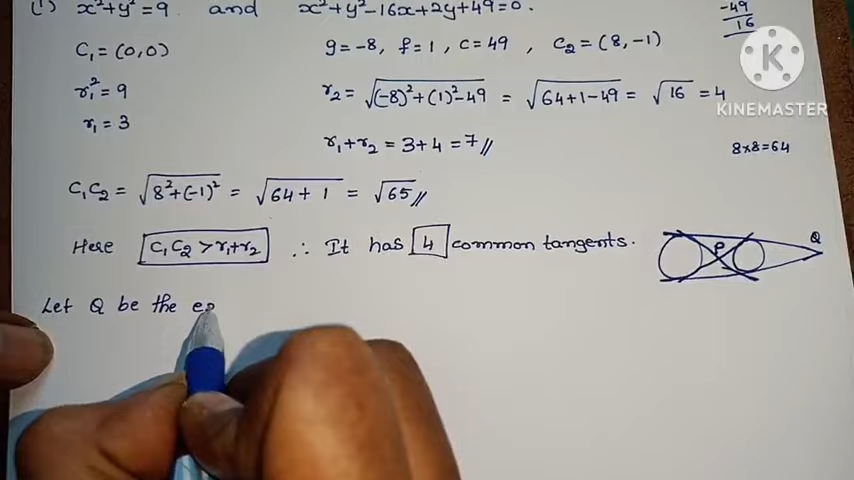 (1) x²+y²=9 and x²+y²-16x+2y+49=0.
-49
16
C₁=(0,0) g=-8, f=1, c=49, C₂=(8,-1)
r₁²=9 r₂=√(-8)²+(1)²-49 = √64+1-49 = √16 = 4
r₁=3
K
KINEMASTER
r₁+r₂=3+4=7// 8×8=64
C₁C₂=√8²+(-1)² = √64+1 = √65//
Here C₁C₂>r₁+r₂ ∴ It has 4 common tangents. P Q
Let Q be the